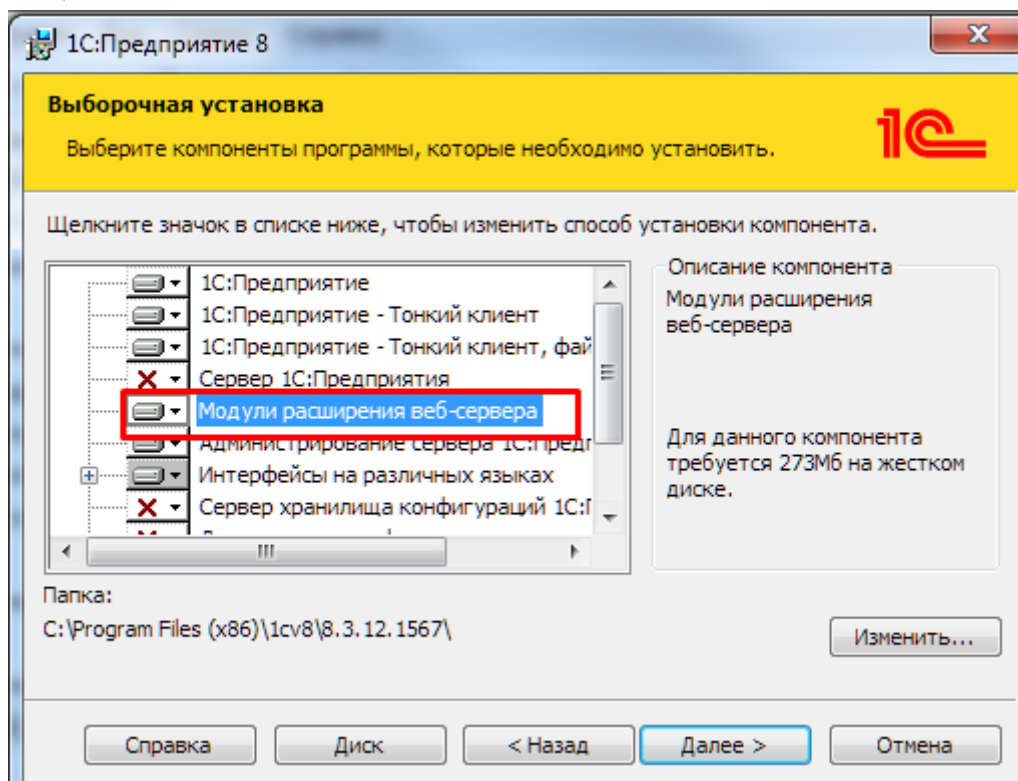 1С:Предприятие 8
Выборочная установка
Выберите компоненты программы, которые необходимо установить.
1С
Щелкните значок в списке ниже, чтобы изменить способ установки компонента.
1С:Предприятие
1С:Предприятие - Тонкий клиент
1С:Предприятие - Тонкий клиент, фай
Сервер 1С:Предприятия
Модули расширения веб-сервера
Администрирование сервера 1С:Предп
Интерфейсы на различных языках
Сервер хранилища конфигураций 1С:П
Описание компонента
Модули расширения
веб-сервера
Для данного компонента
требуется 273Мб на жестком
диске.
Папка:
C:\Program Files (x86)\1cv8\8.3.12.1567\
Изменить...
Справка
Диск
< Назад
Далее >
Отмена